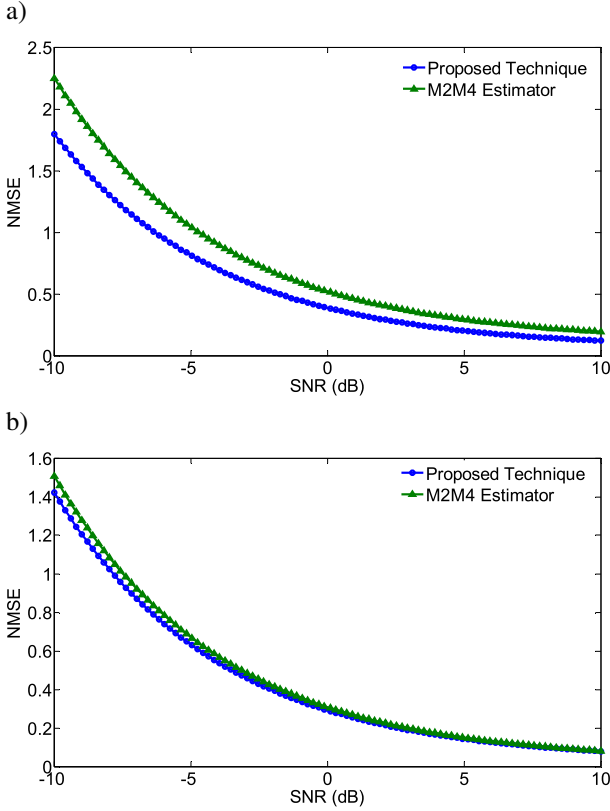 a)
2.5
2
1.5
1
0.5
0
NMSE
Proposed Technique
M2M4 Estimator
-10
-5
0
5
10
SNR (dB)
b)
1.6
1.4
1.2
1
0.8
0.6
0.4
0.2
0
NMSE
Proposed Technique
M2M4 Estimator
-10
-5
0
5
10
SNR (dB)